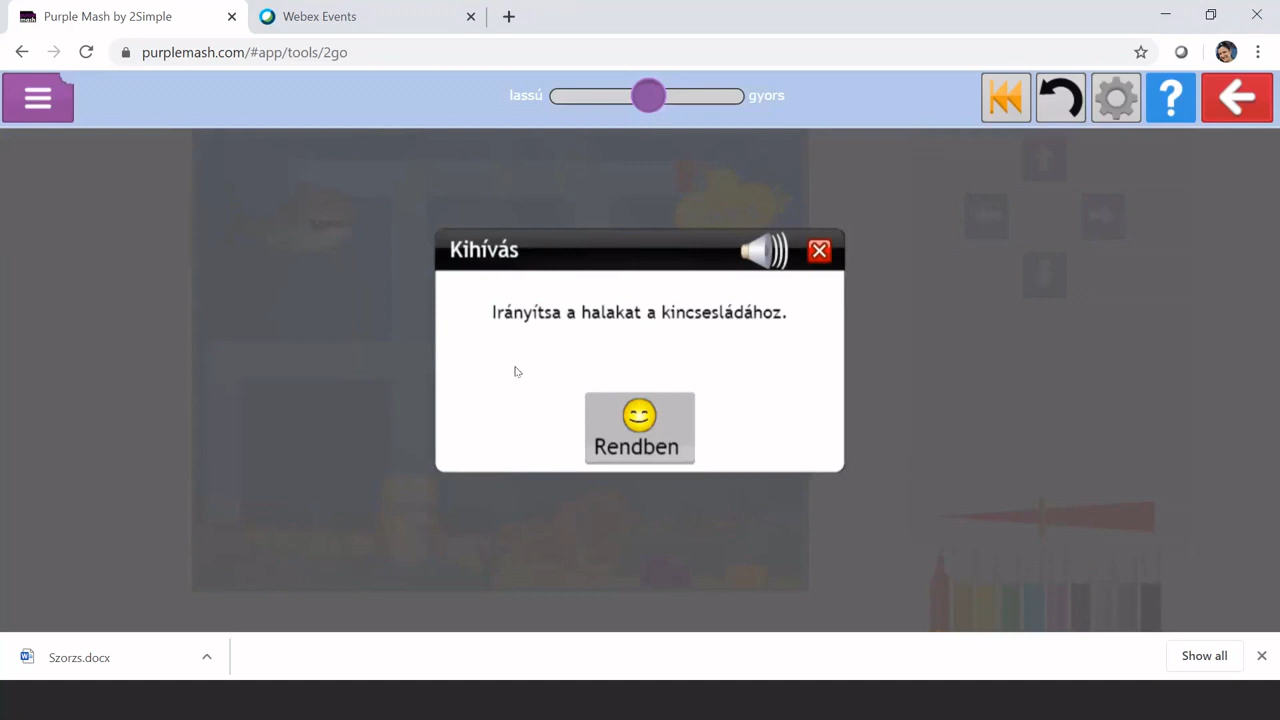 Purple Mash by 2Simple
Webex Events
purplemash.com/#app/tools/2go
lassú
gyors
?
Kihívás
Irányítsa a halakat a kincsesládához.
Rendben
Szorzs.docx
Show all